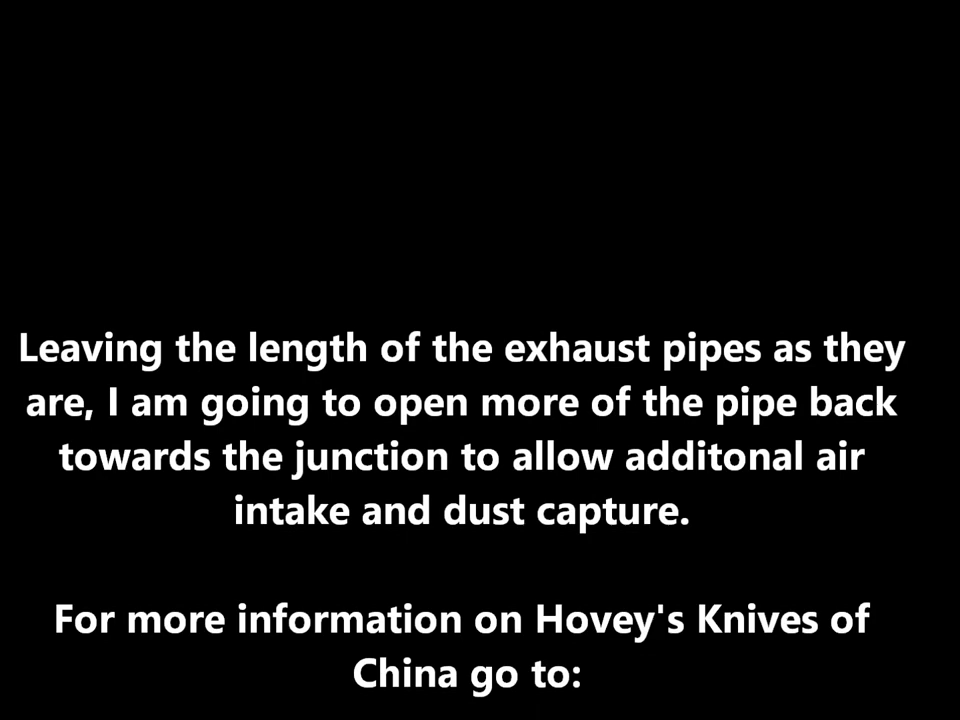 Leaving the length of the exhaust pipes as they
are, I am going to open more of the pipe back
towards the junction to allow additonal air
intake and dust capture.
For more information on Hovey's Knives of
China go to: